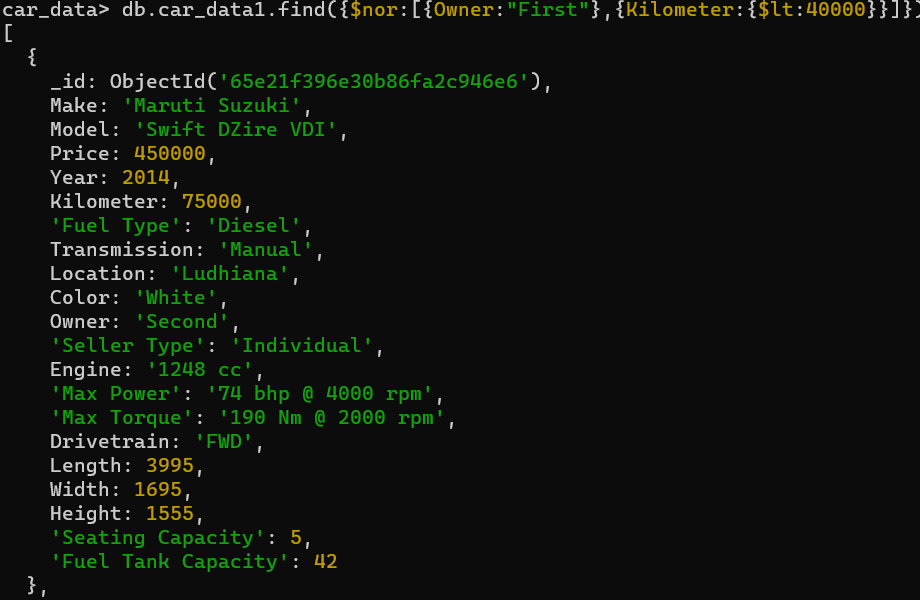 car_data> db.car_data1.find({$nor:[{Owner:"First"},{Kilometer:{$lt:40000}}]})
[
  {
    _id: ObjectId('65e21f396e30b86fa2c946e6'),
    Make: 'Maruti Suzuki',
    Model: 'Swift DZire VDI',
    Price: 450000,
    Year: 2014,
    Kilometer: 75000,
    'Fuel Type': 'Diesel',
    Transmission: 'Manual',
    Location: 'Ludhiana',
    Color: 'White',
    Owner: 'Second',
    'Seller Type': 'Individual',
    Engine: '1248 cc',
    'Max Power': '74 bhp @ 4000 rpm',
    'Max Torque': '190 Nm @ 2000 rpm',
    Drivetrain: 'FWD',
    Length: 3995,
    Width: 1695,
    Height: 1555,
    'Seating Capacity': 5,
    'Fuel Tank Capacity': 42
  },